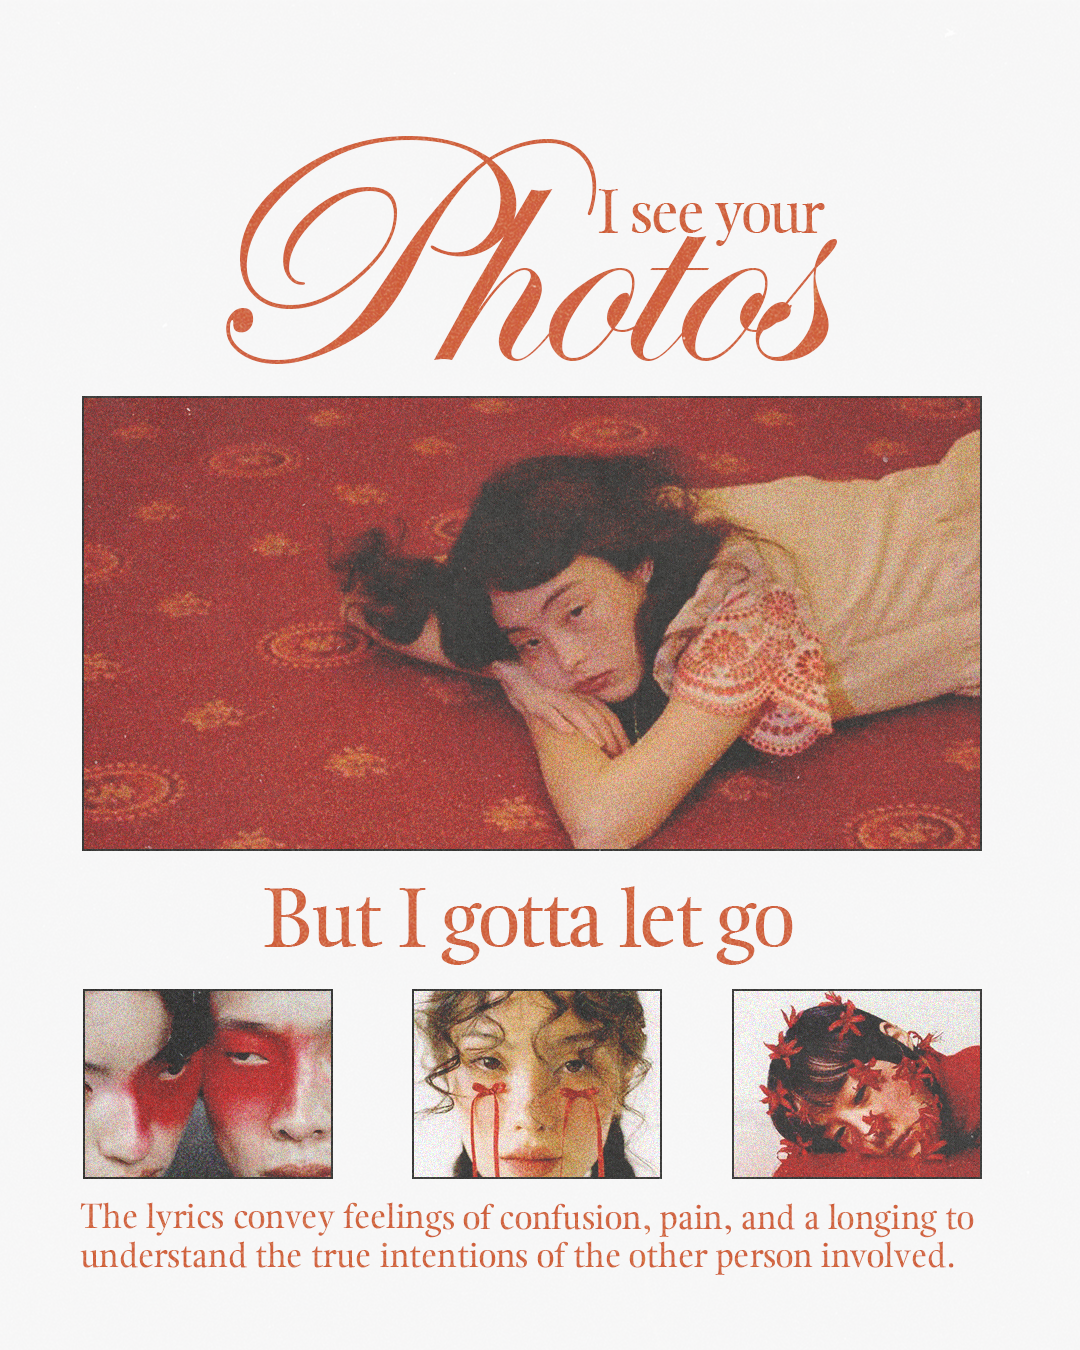 I see your
Photos
But I gotta let go
The lyrics convey feelings of confusion, pain, and a longing to
understand the true intentions of the other person involved.